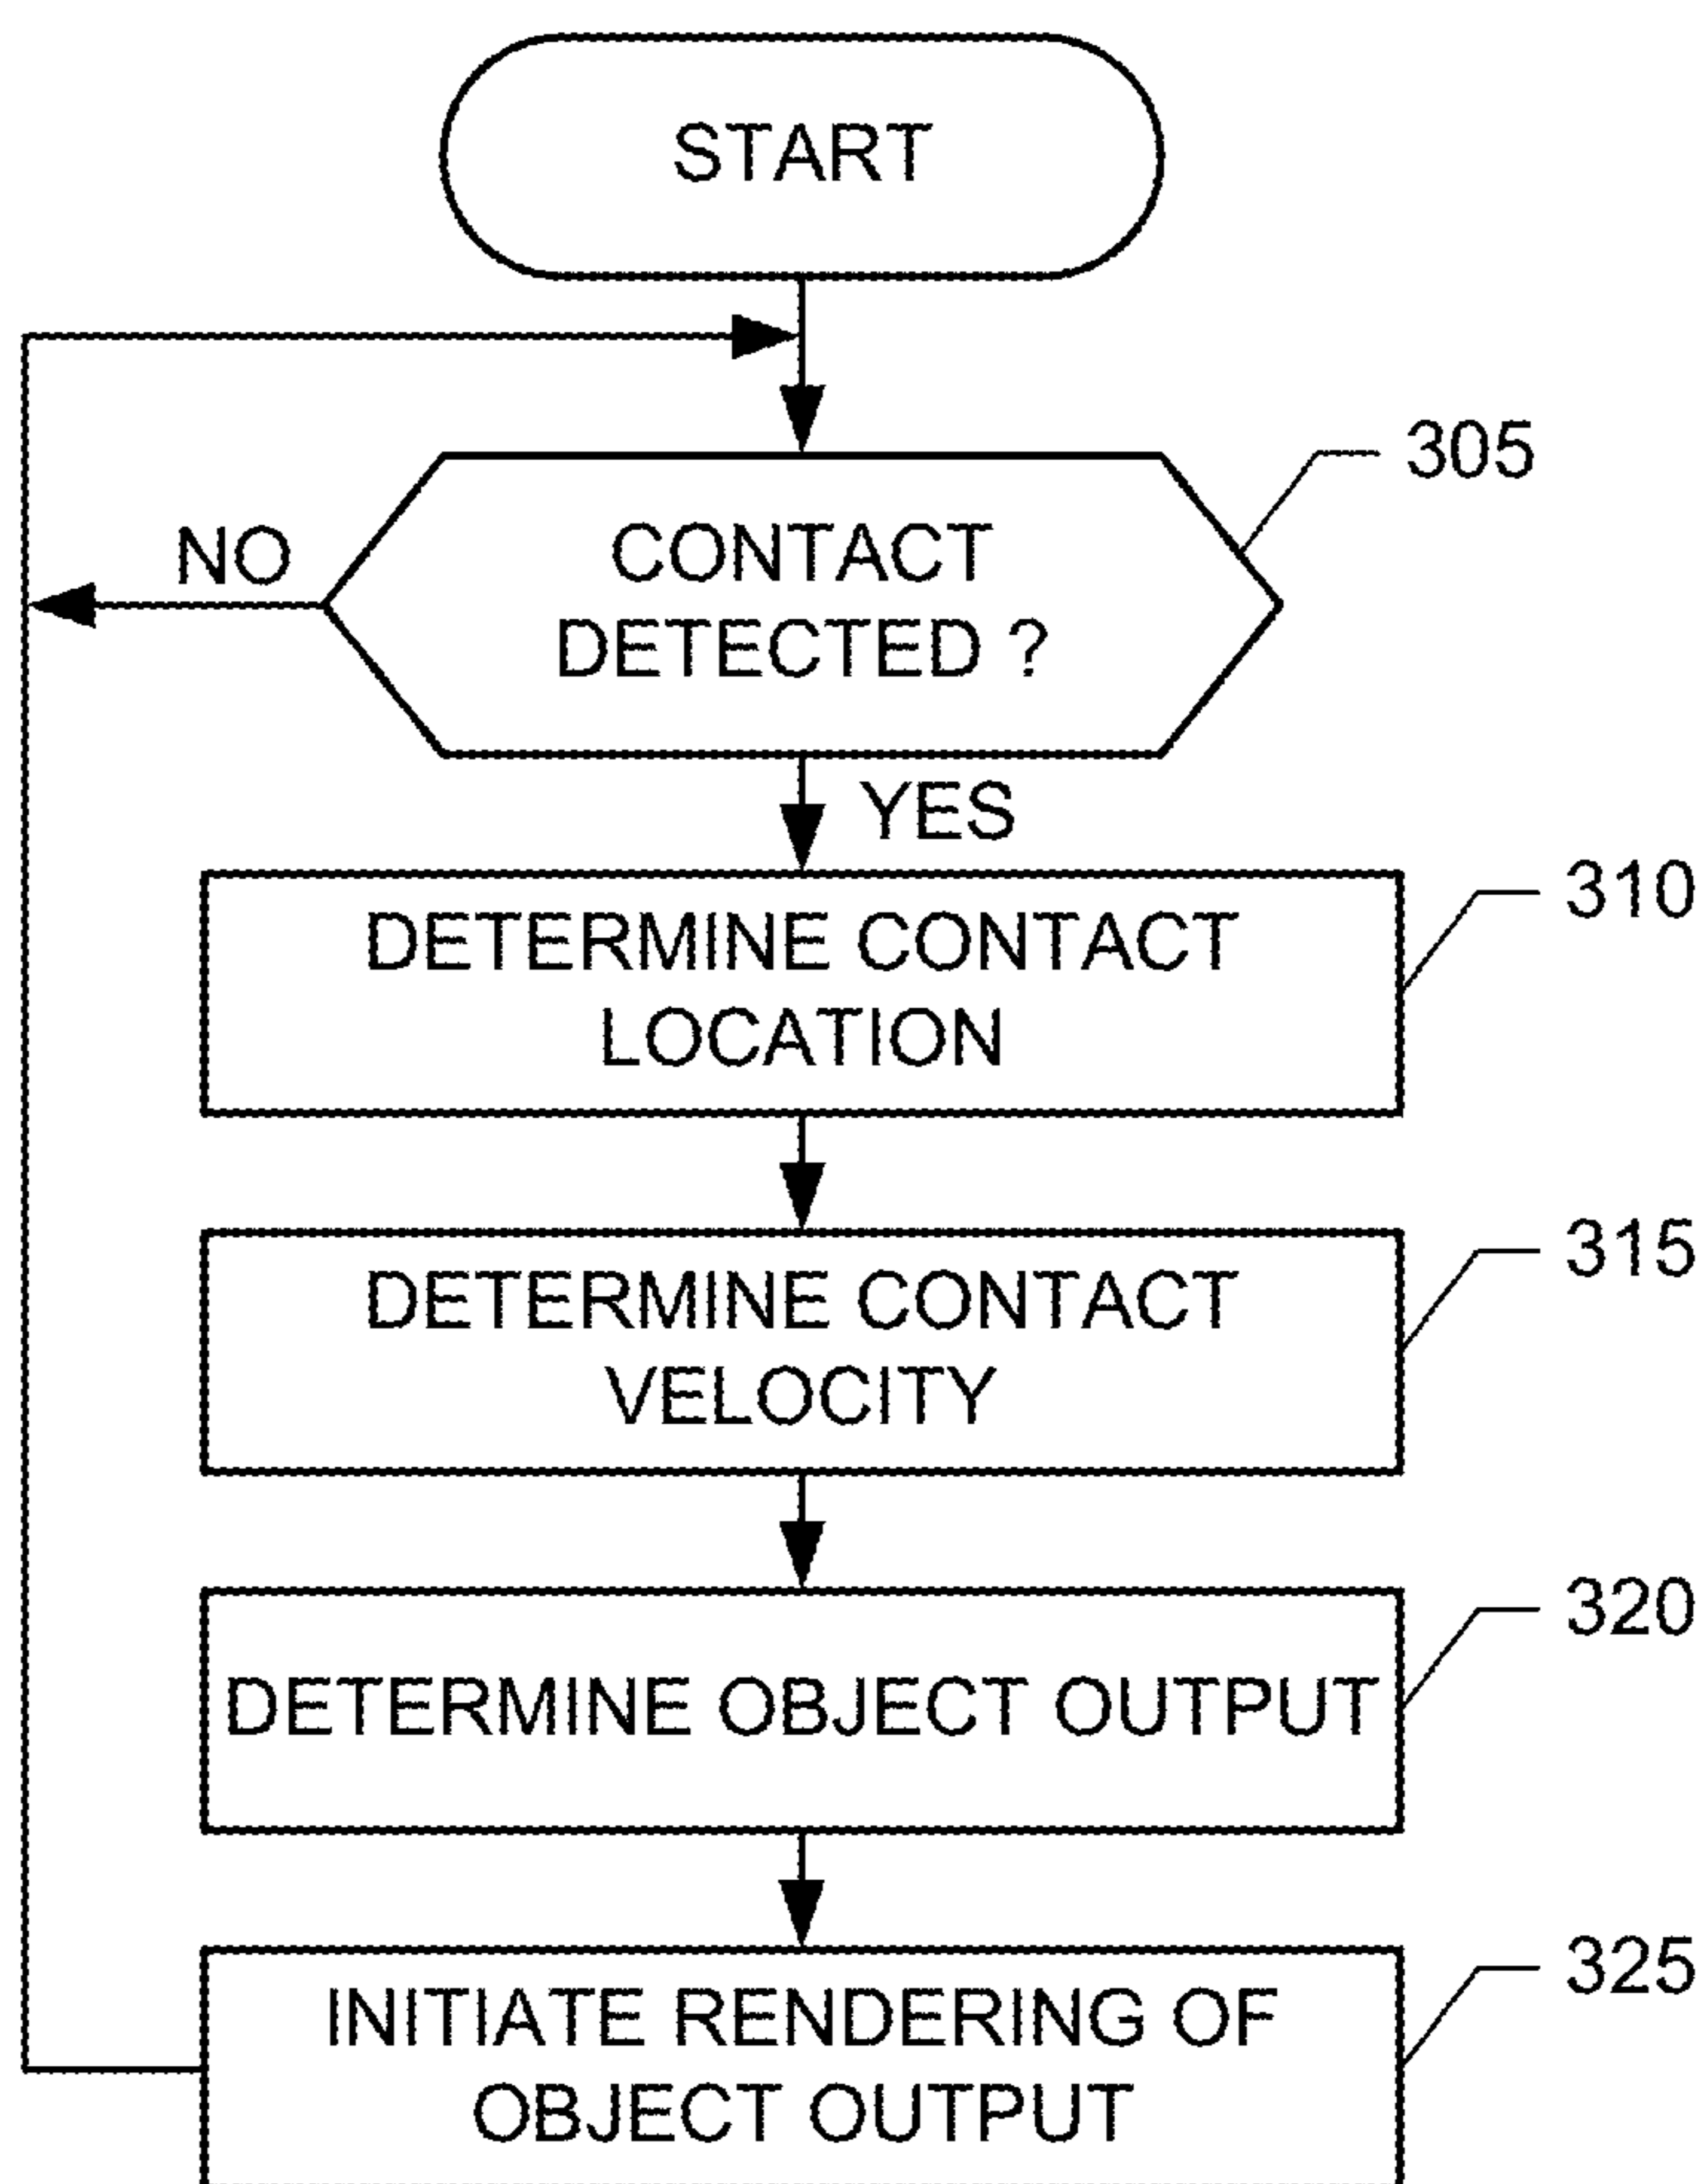 START
305
CONTACT
DETECTED ?
NO
YES
310
DETERMINE CONTACT
LOCATION
315
DETERMINE CONTACT
VELOCITY
320
DETERMINE OBJECT OUTPUT
325
INITIATE RENDERING OF
OBJECT OUTPUT